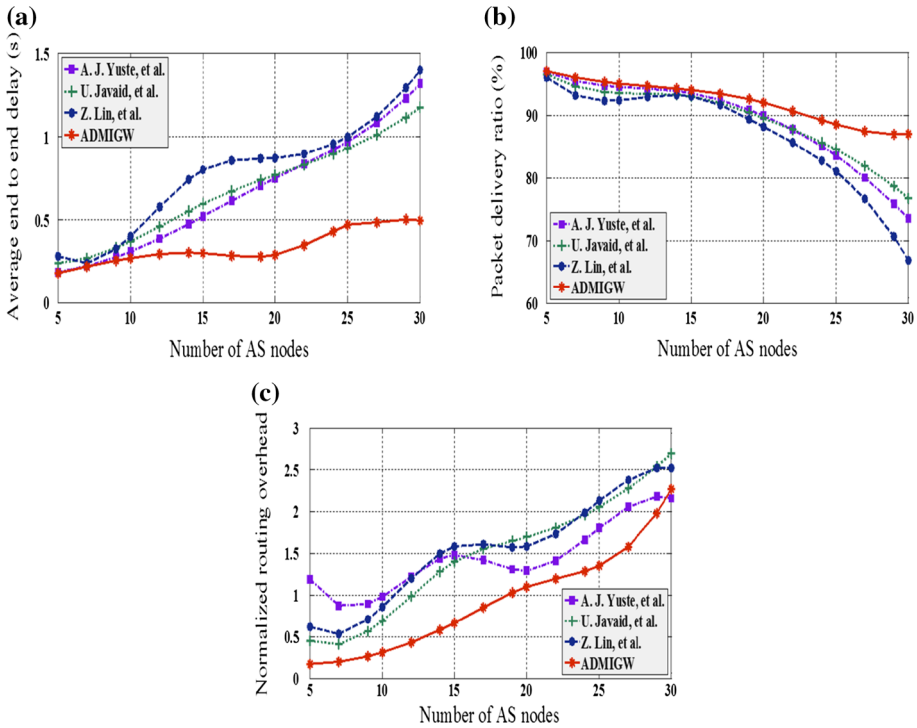 (a)
Average end to end delay (s)
1.5
1
0.5
0
A. J. Yuste, et al.
U. Javaid, et al.
Z. Lin, et al.
ADMIGW
5 10 15 20 25 30
Number of AS nodes
(b)
Packet delivery ratio (%)
100
90
80
70
60
A. J. Yuste, et al.
U. Javaid, et al.
Z. Lin, et al.
ADMIGW
5 10 15 20 25 30
Number of AS nodes
(c)
Normalized routing overhead
3
2.5
2
1.5
1
0.5
0
A. J. Yuste, et al.
U. Javaid, et al.
Z. Lin, et al.
ADMIGW
5 10 15 20 25 30
Number of AS nodes